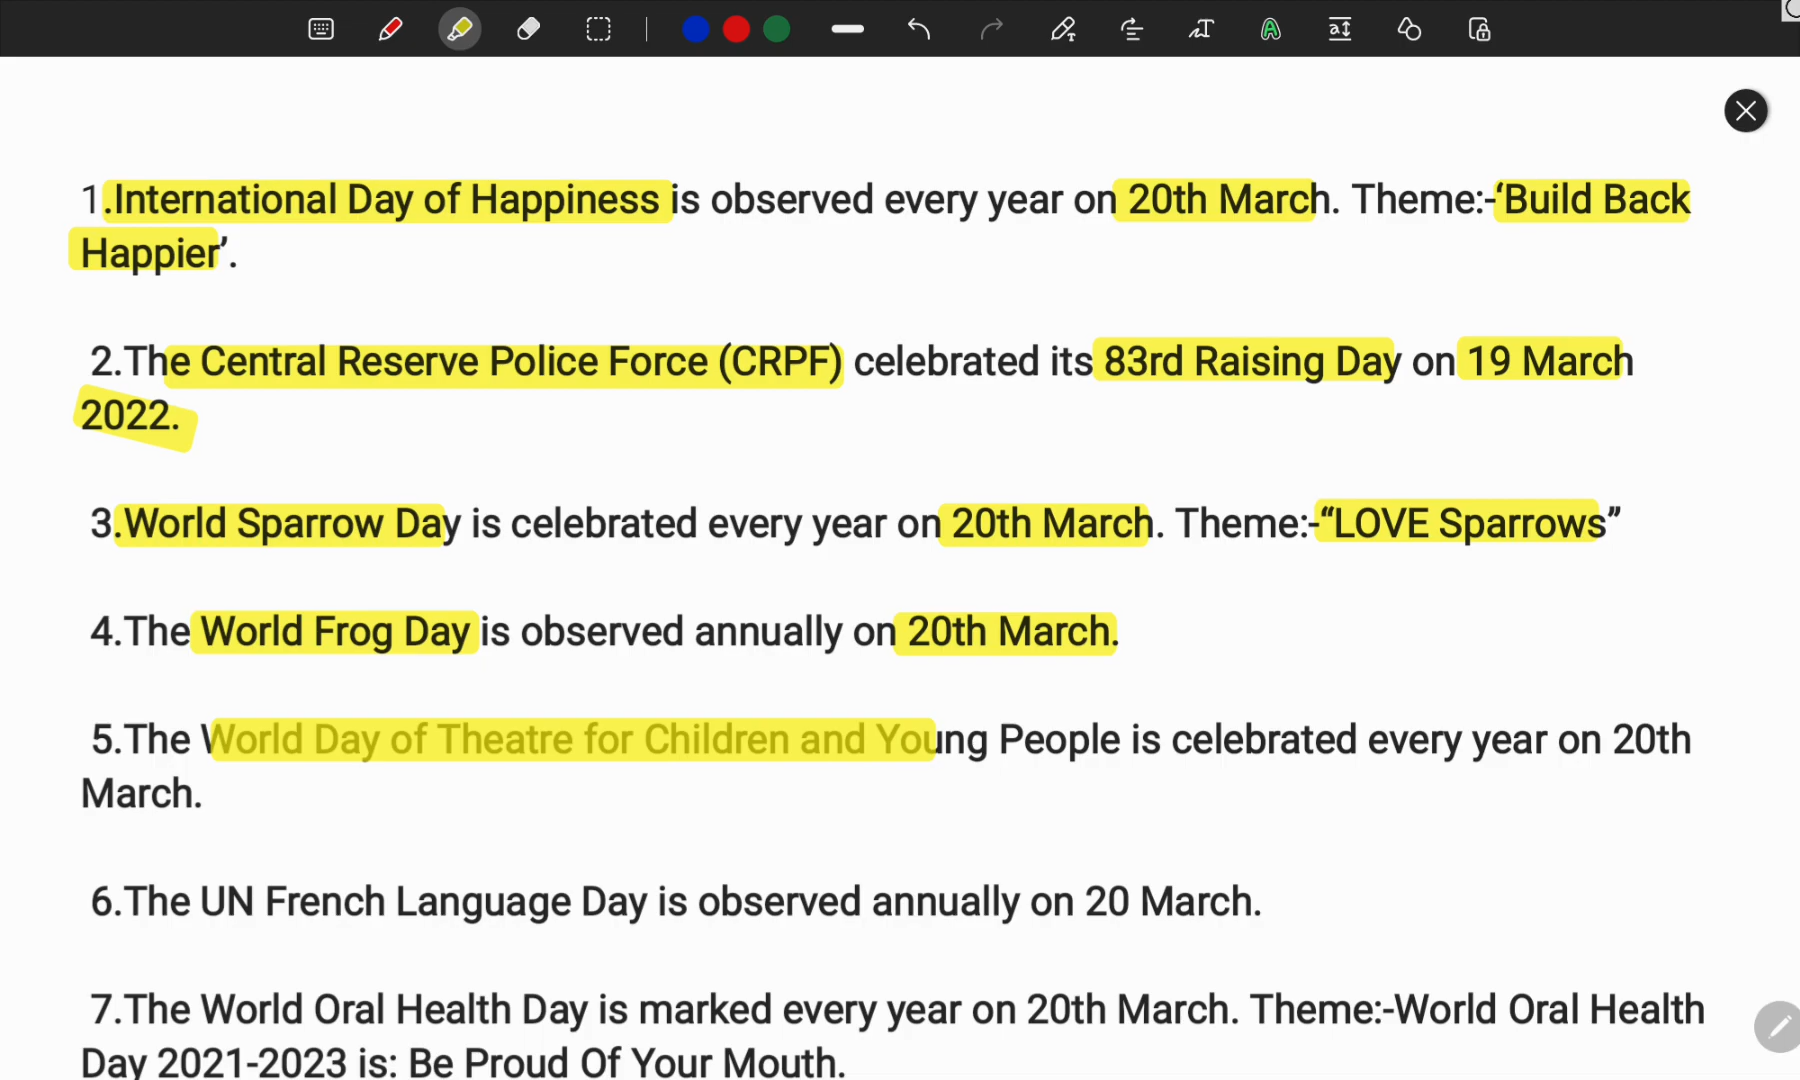 1.International Day of Happiness is observed every year on 20th March. Theme:-‘Build Back
Happier’.
2.The Central Reserve Police Force (CRPF) celebrated its 83rd Raising Day on 19 March
2022.
3.World Sparrow Day is celebrated every year on 20th March. Theme:-“LOVE Sparrows”
4.The World Frog Day is observed annually on 20th March.
5.The World Day of Theatre for Children and Young People is celebrated every year on 20th
March.
6.The UN French Language Day is observed annually on 20 March.
7.The World Oral Health Day is marked every year on 20th March. Theme:-World Oral Health
Day 2021-2023 is: Be Proud Of Your Mouth.